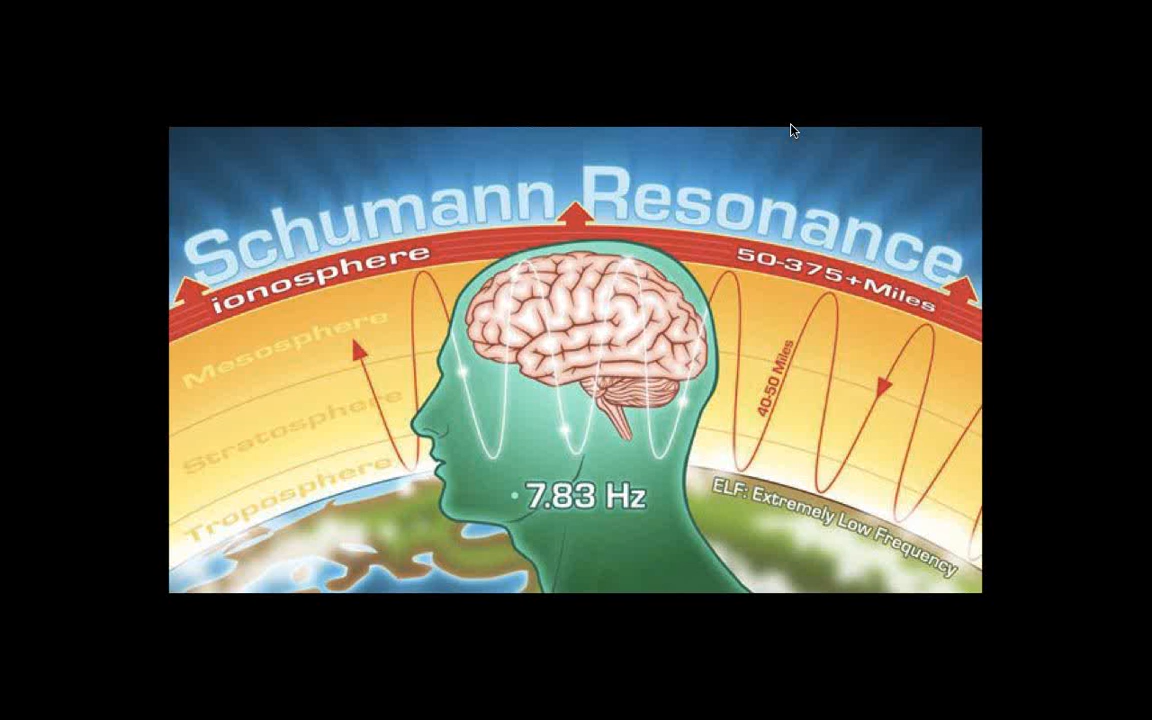 Schumann Resonance
ionosphere
50-375+Miles
Mesosphere
Stratosphere
Troposphere
40-50 Miles
7.83 Hz
ELF: Extremely Low Frequency